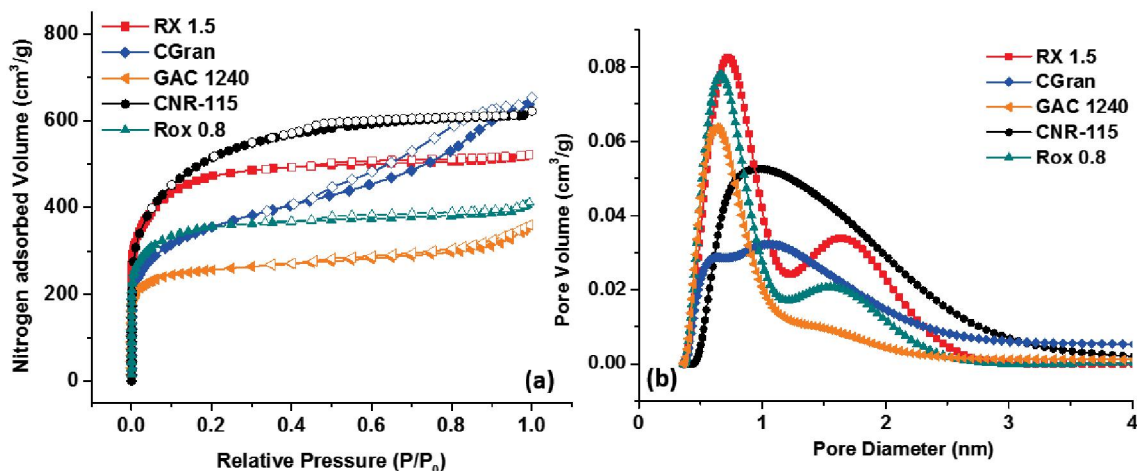 Nitrogen adsorbed Volume (cm³/g)
800
600
400
200
0
RX 1.5
CGran
GAC 1240
CNR-115
Rox 0.8
(a)
0.0 0.2 0.4 0.6 0.8 1.0
Relative Pressure (P/P₀)
Pore Volume (cm³/g)
0.08
0.06
0.04
0.02
0.00
RX 1.5
CGran
GAC 1240
CNR-115
Rox 0.8
(b)
0 1 2 3 4
Pore Diameter (nm)